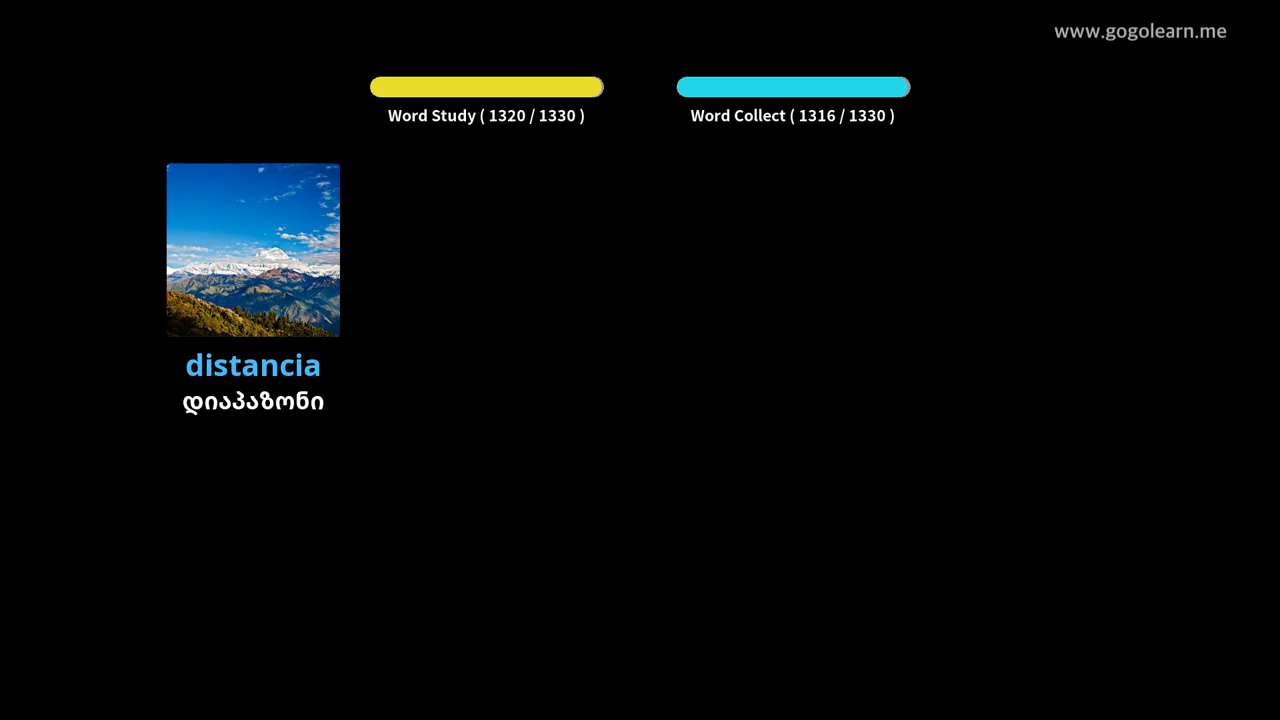 www.gogolearn.me
Word Study ( 1320 / 1330 )
Word Collect ( 1316 / 1330 )
distancia
დიაპაზონი